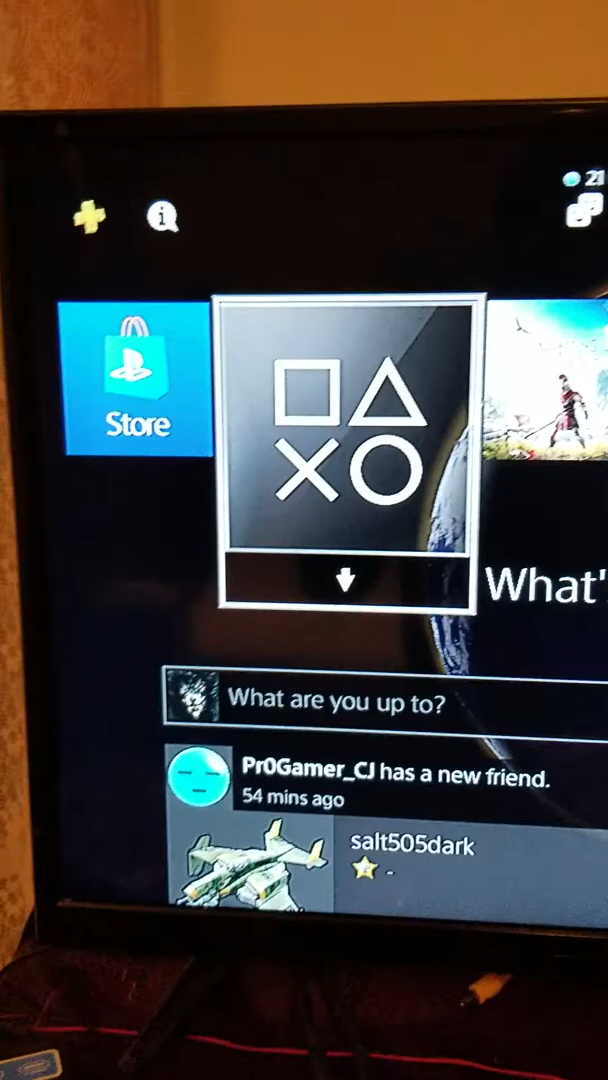 21
Store
What'
What are you up to?
Pr0Gamer_CJ has a new friend.
54 mins ago
salt505dark
-